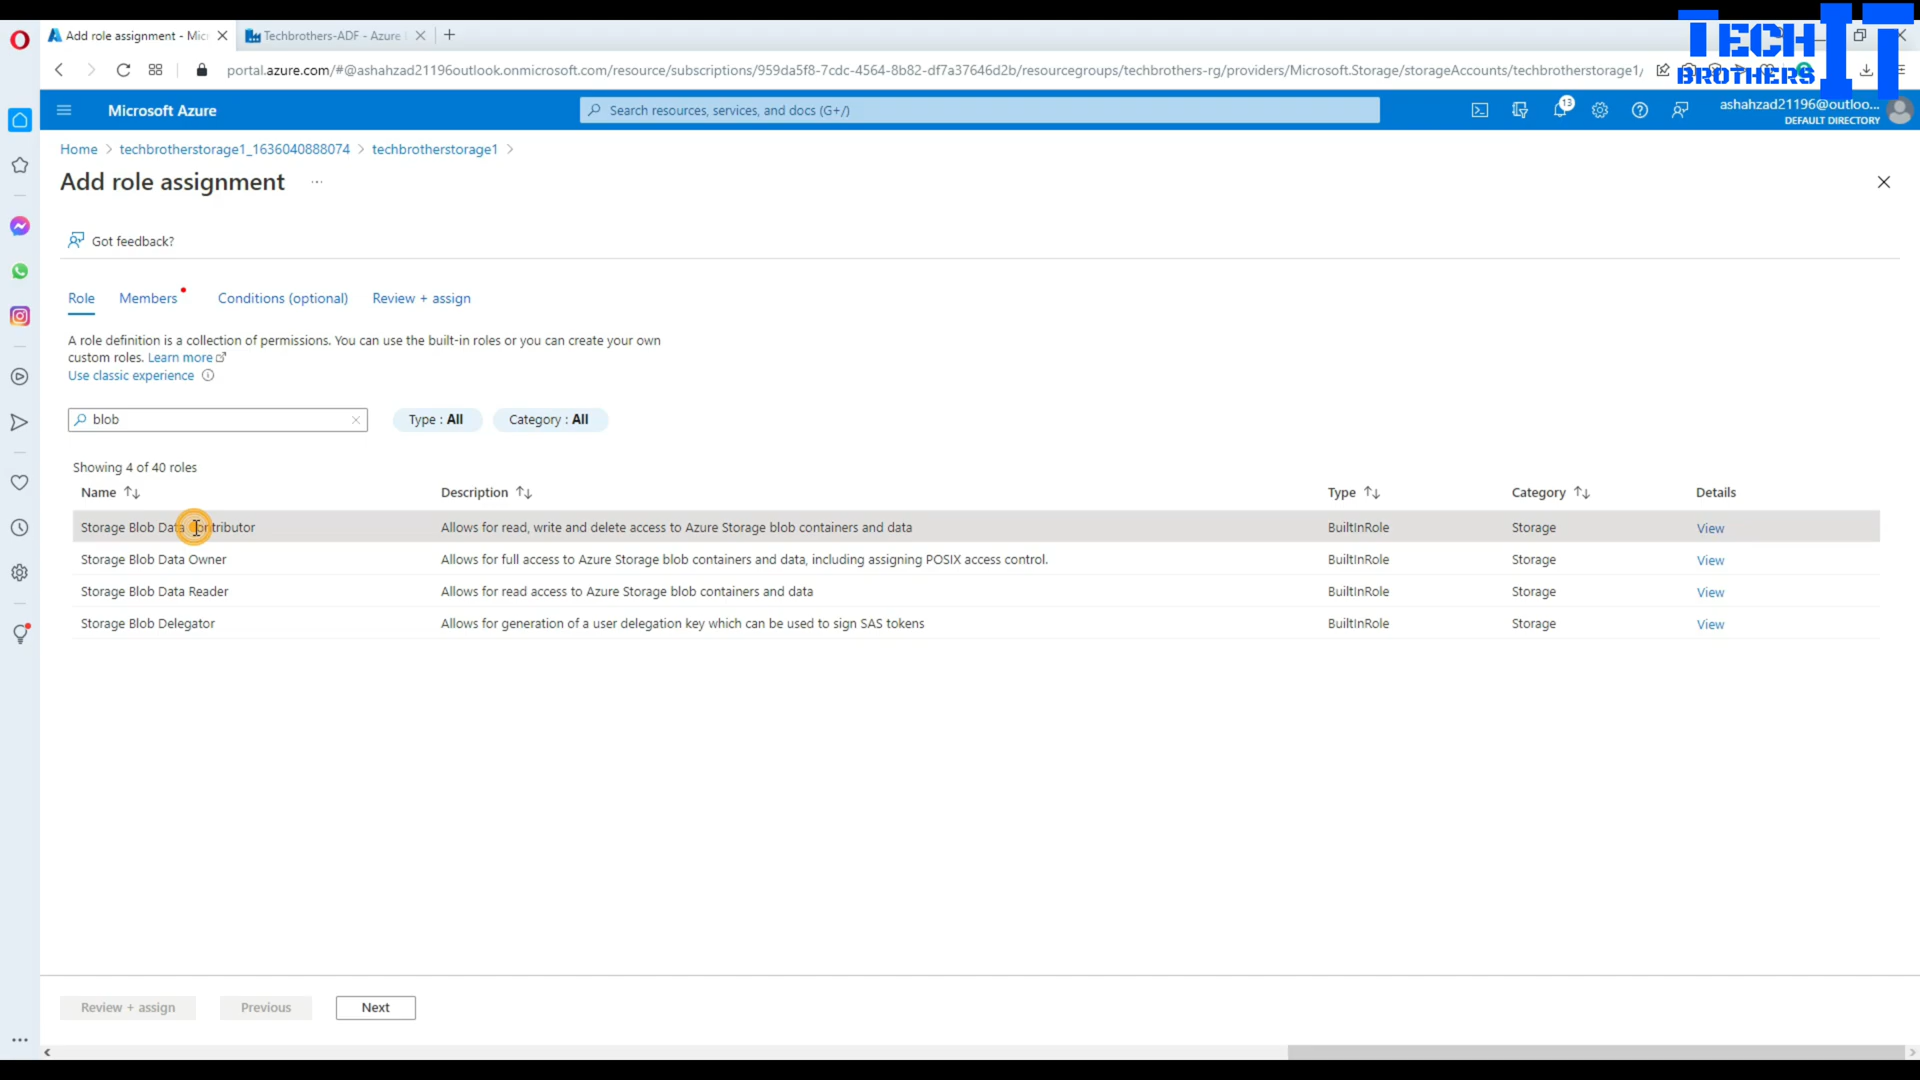 Add role assignment - Mic
Techbrothers-ADF - Azure
TECH IT
BROTHERS
portal.azure.com/#@ashahzad21196outlook.onmicrosoft.com/resource/subscriptions/959da5f8-7cdc-4564-8b82-df7a37646d2b/resourcegroups/techbrothers-rg/providers/Microsoft.Storage/storageAccounts/techbrotherstorage1/
Microsoft Azure
Search resources, services, and docs (G+/)
13
ashahzad21196@outloo...
DEFAULT DIRECTORY
Home > techbrotherstorage1_1636040888074 > techbrotherstorage1 >
Add role assignment ...
Got feedback?
Role Members Conditions (optional) Review + assign
A role definition is a collection of permissions. You can use the built-in roles or you can create your own
custom roles. Learn more
Use classic experience
blob
Type : All
Category : All
Showing 4 of 40 roles
Name Description Type Category Details
Storage Blob Data Contributor Allows for read, write and delete access to Azure Storage blob containers and data BuiltInRole Storage View
Storage Blob Data Owner Allows for full access to Azure Storage blob containers and data, including assigning POSIX access control. BuiltInRole Storage View
Storage Blob Data Reader Allows for read access to Azure Storage blob containers and data BuiltInRole Storage View
Storage Blob Delegator Allows for generation of a user delegation key which can be used to sign SAS tokens BuiltInRole Storage View
Review + assign Previous Next